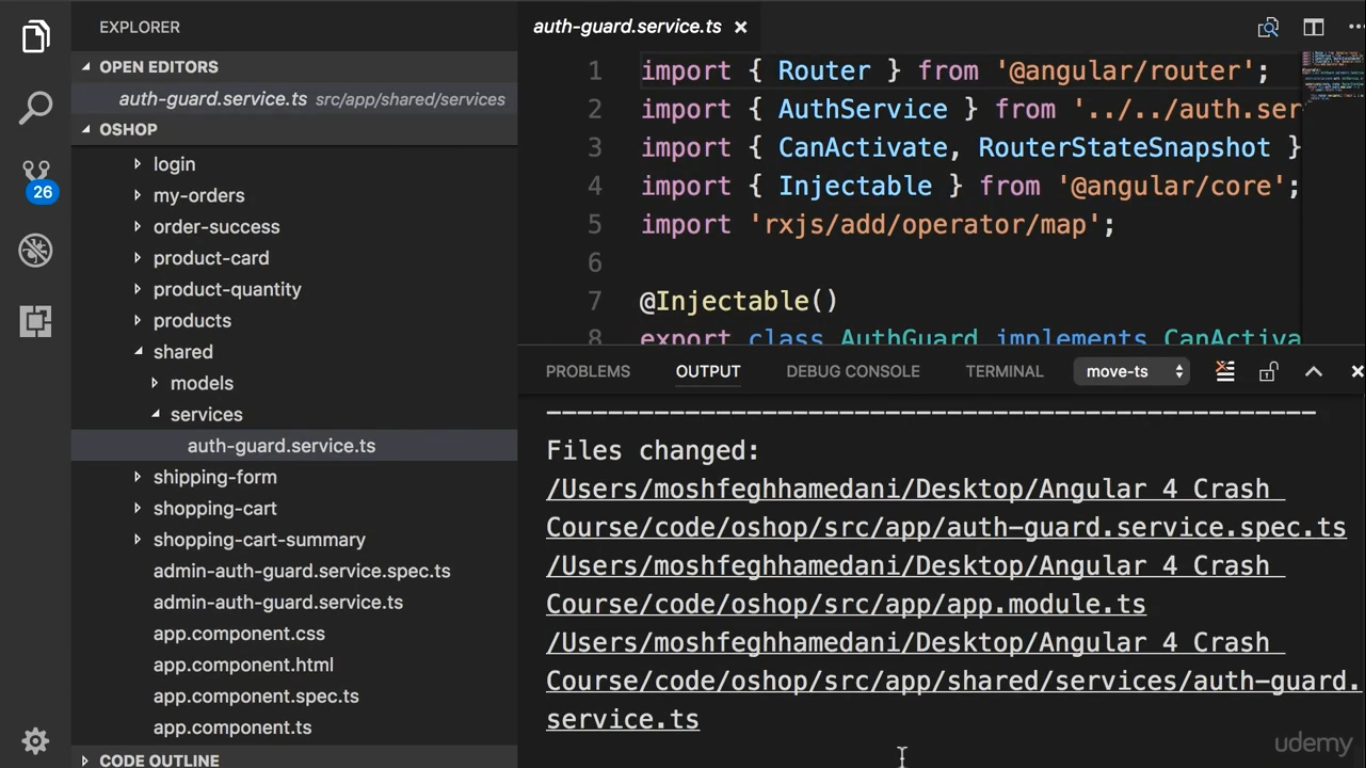 EXPLORER
OPEN EDITORS
auth-guard.service.ts src/app/shared/services
OSHOP
login
my-orders
order-success
product-card
product-quantity
products
shared
models
services
auth-guard.service.ts
shipping-form
shopping-cart
shopping-cart-summary
admin-auth-guard.service.spec.ts
admin-auth-guard.service.ts
app.component.css
app.component.html
app.component.spec.ts
app.component.ts
CODE OUTLINE
26
auth-guard.service.ts
1 import { Router } from '@angular/router';
2 import { AuthService } from '../../auth.ser
3 import { CanActivate, RouterStateSnapshot }
4 import { Injectable } from '@angular/core';
5 import 'rxjs/add/operator/map';
6
7 @Injectable()
8 export class AuthGuard implements CanActiva
PROBLEMS OUTPUT DEBUG CONSOLE TERMINAL move-ts
--------------------------------------------------
Files changed:
/Users/moshfeghhamedani/Desktop/Angular 4 Crash
Course/code/oshop/src/app/auth-guard.service.spec.ts
/Users/moshfeghhamedani/Desktop/Angular 4 Crash
Course/code/oshop/src/app/app.module.ts
/Users/moshfeghhamedani/Desktop/Angular 4 Crash
Course/code/oshop/src/app/shared/services/auth-guard.
service.ts
udemy